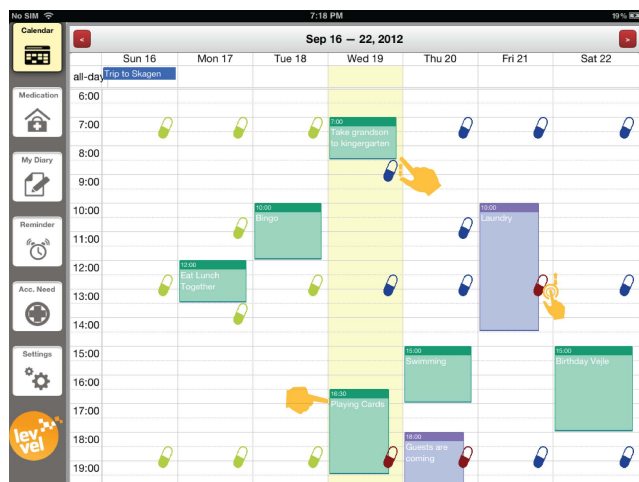 No SIM
7:18 PM
19%
Calendar
Sep 16 — 22, 2012
Sun 16
Mon 17
Tue 18
Wed 19
Thu 20
Fri 21
Sat 22
all-day
Trip to Skagen
Medication
My Diary
Reminder
Acc. Need
Settings
lev
vel
6:00
7:00
8:00
9:00
10:00
11:00
12:00
13:00
14:00
15:00
16:00
17:00
18:00
19:00
7:00
Take grandson
to kingergarten
10:00
Bingo
10:00
Laundry
12:00
Eat Lunch
Together
15:00
Swimming
15:00
Birthday Vejle
16:30
Playing Cards
18:00
Guests are
coming